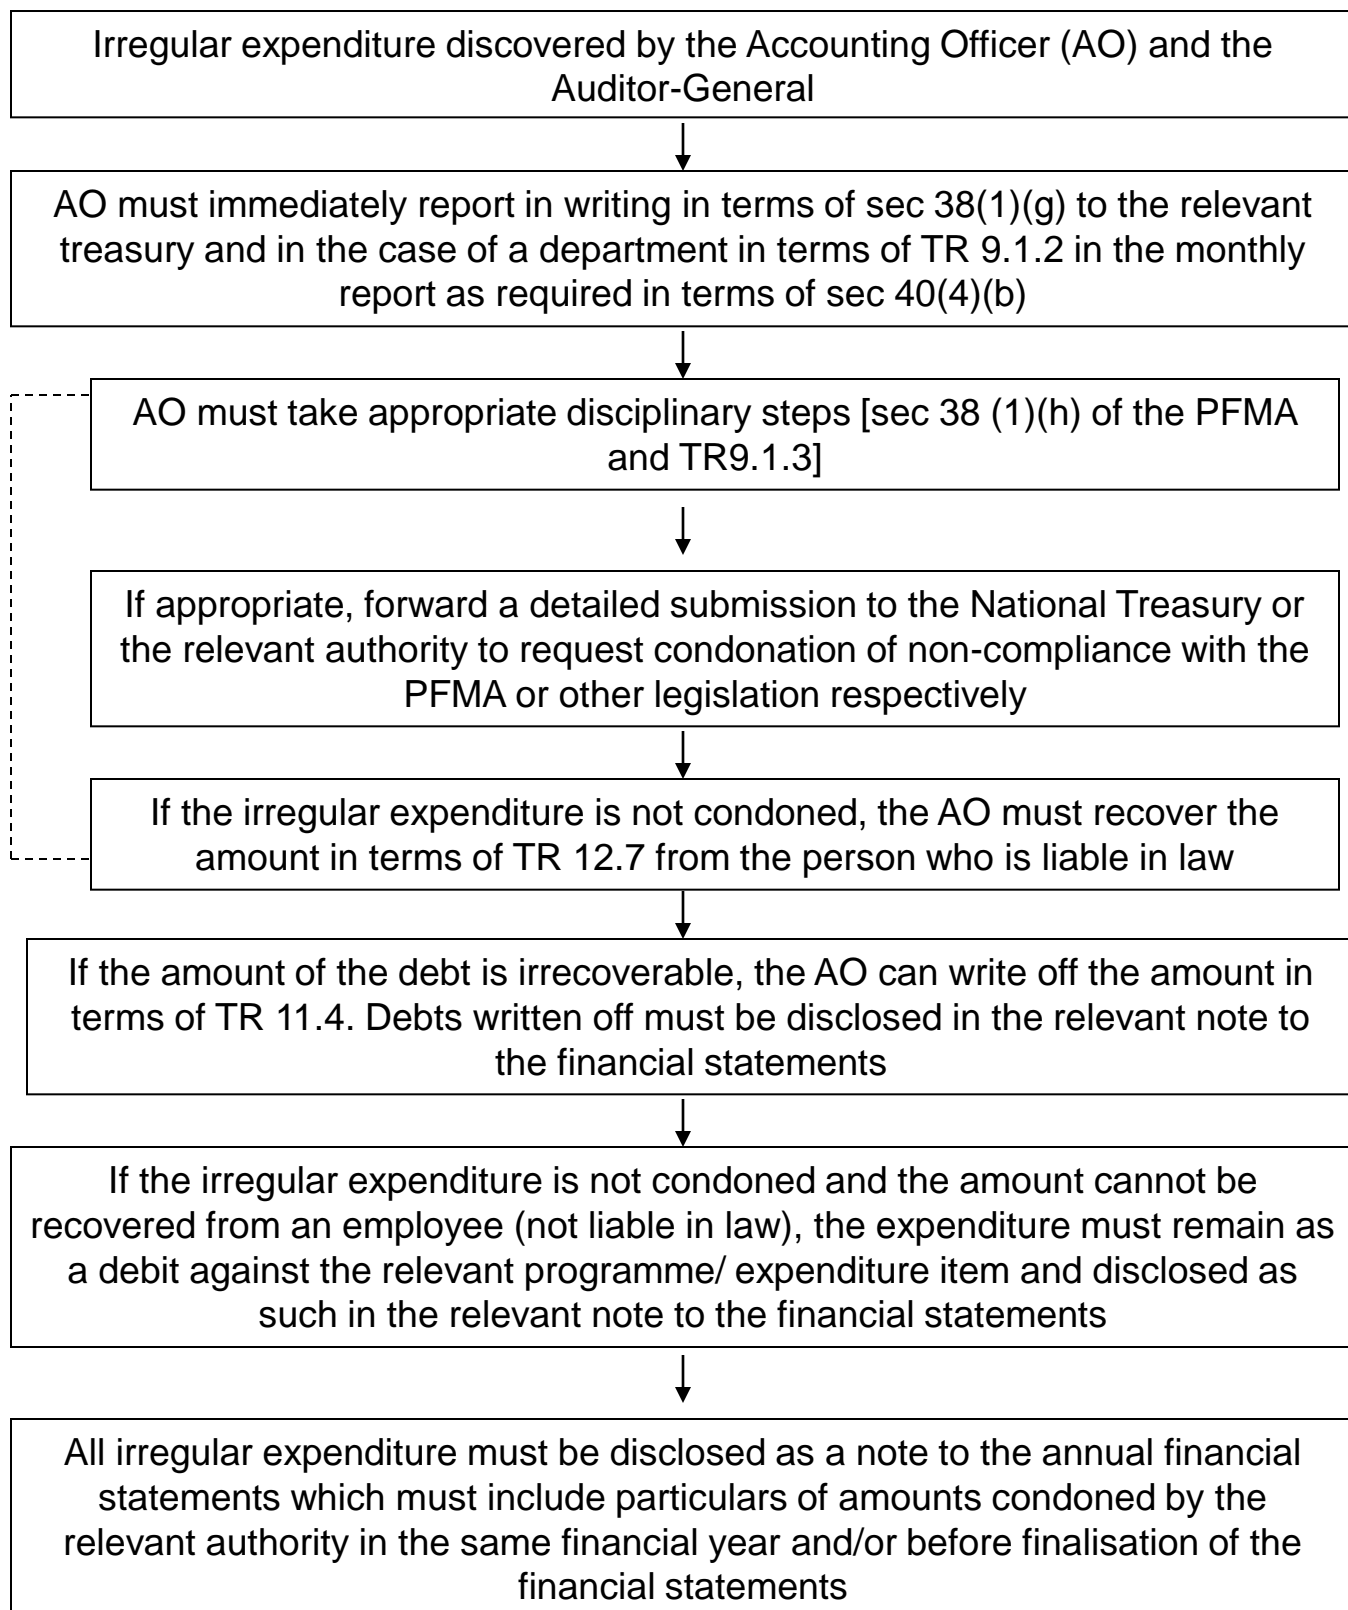 Irregular expenditure discovered by the Accounting Officer (AO) and the
Auditor-General
AO must immediately report in writing in terms of sec 38(1)(g) to the relevant
treasury and in the case of a department in terms of TR 9.1.2 in the monthly
report as required in terms of sec 40(4)(b)
AO must take appropriate disciplinary steps [sec 38 (1)(h) of the PFMA
and TR9.1.3]
If appropriate, forward a detailed submission to the National Treasury or
the relevant authority to request condonation of non-compliance with the
PFMA or other legislation respectively
If the irregular expenditure is not condoned, the AO must recover the
amount in terms of TR 12.7 from the person who is liable in law
If the amount of the debt is irrecoverable, the AO can write off the amount in
terms of TR 11.4. Debts written off must be disclosed in the relevant note to
the financial statements
If the irregular expenditure is not condoned and the amount cannot be
recovered from an employee (not liable in law), the expenditure must remain as
a debit against the relevant programme/ expenditure item and disclosed as
such in the relevant note to the financial statements
All irregular expenditure must be disclosed as a note to the annual financial
statements which must include particulars of amounts condoned by the
relevant authority in the same financial year and/or before finalisation of the
financial statements